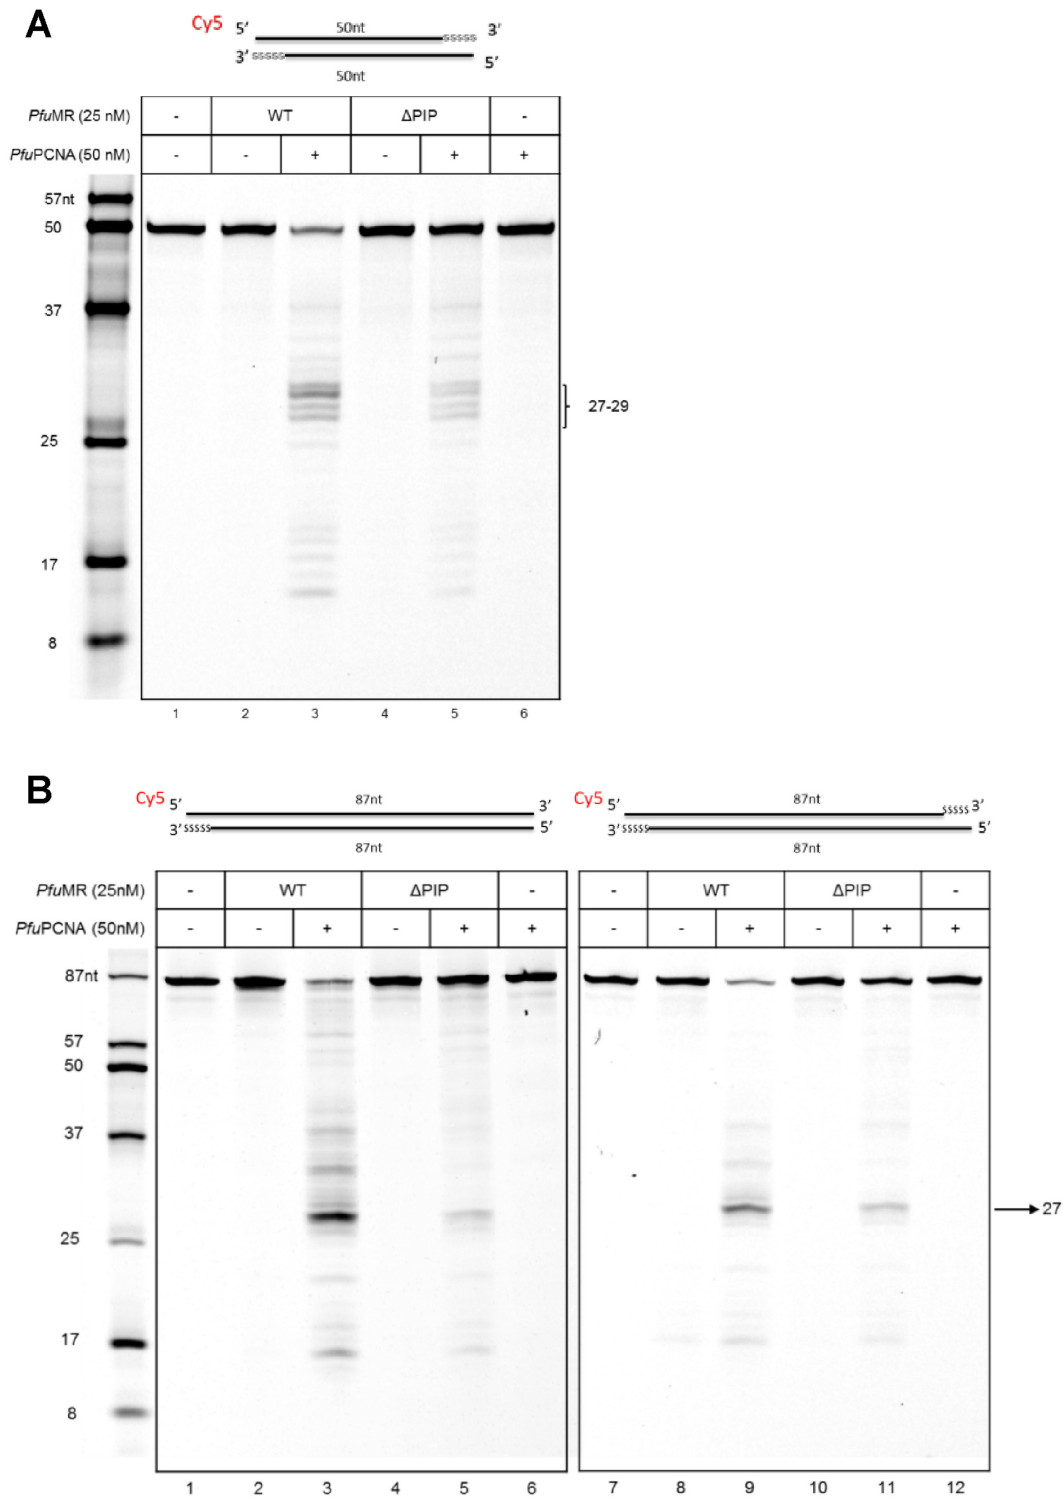 A
Cy5 5' 50nt sssss 3'
3' sssss 5'
50nt
PfuMR (25 nM) - WT ΔPIP -
PfuPCNA (50 nM) - - + - + +
57nt
50
37
27-29
25
17
8
1 2 3 4 5 6
B
Cy5 5' 87nt 3'
3' sssss 5'
87nt
Cy5 5' 87nt sssss 3'
3' sssss 5'
87nt
PfuMR (25nM) - WT ΔPIP - - WT ΔPIP -
PfuPCNA (50nM) - - + - + + - - + - + +
87nt
57
50
37
27
25
17
8
1 2 3 4 5 6 7 8 9 10 11 12